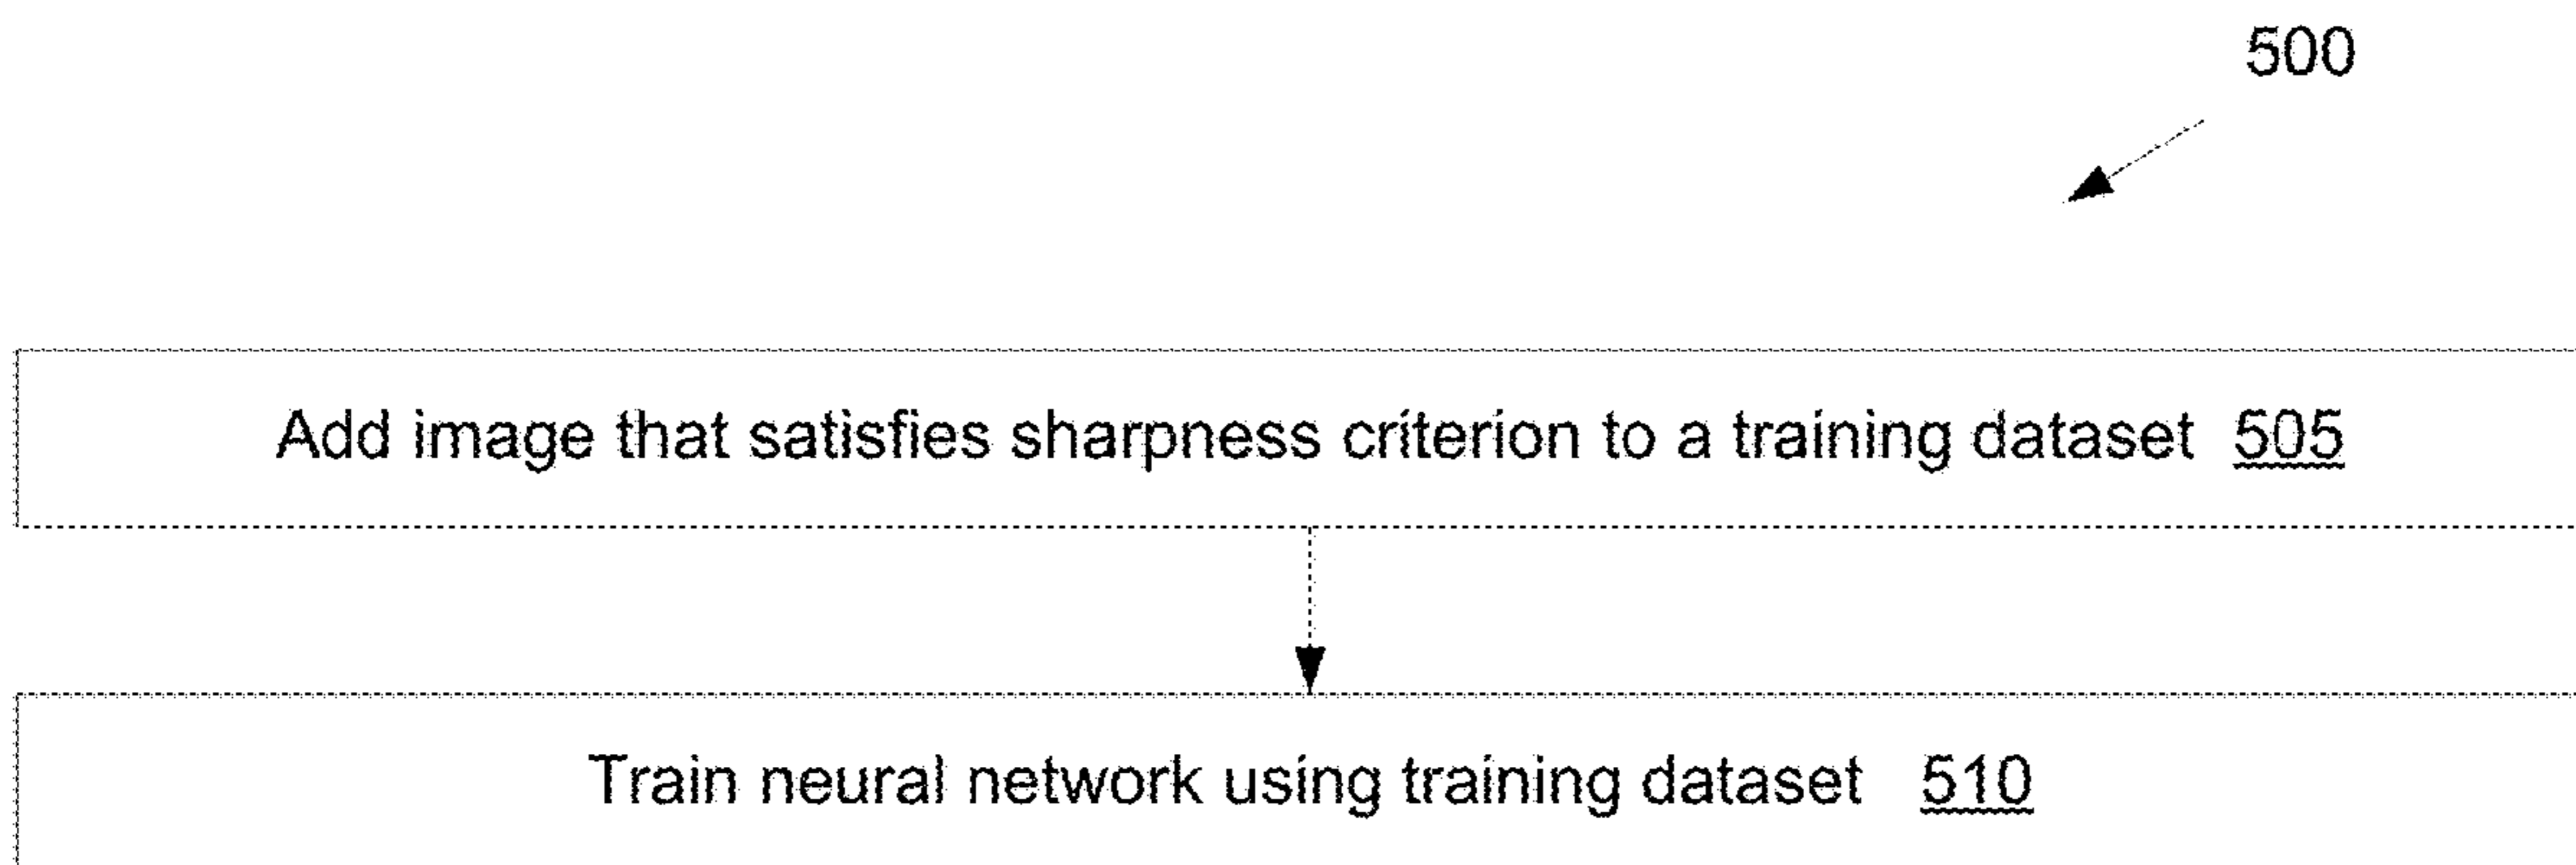 500
Add image that satisfies sharpness criterion to a training dataset 505
Train neural network using training dataset 510